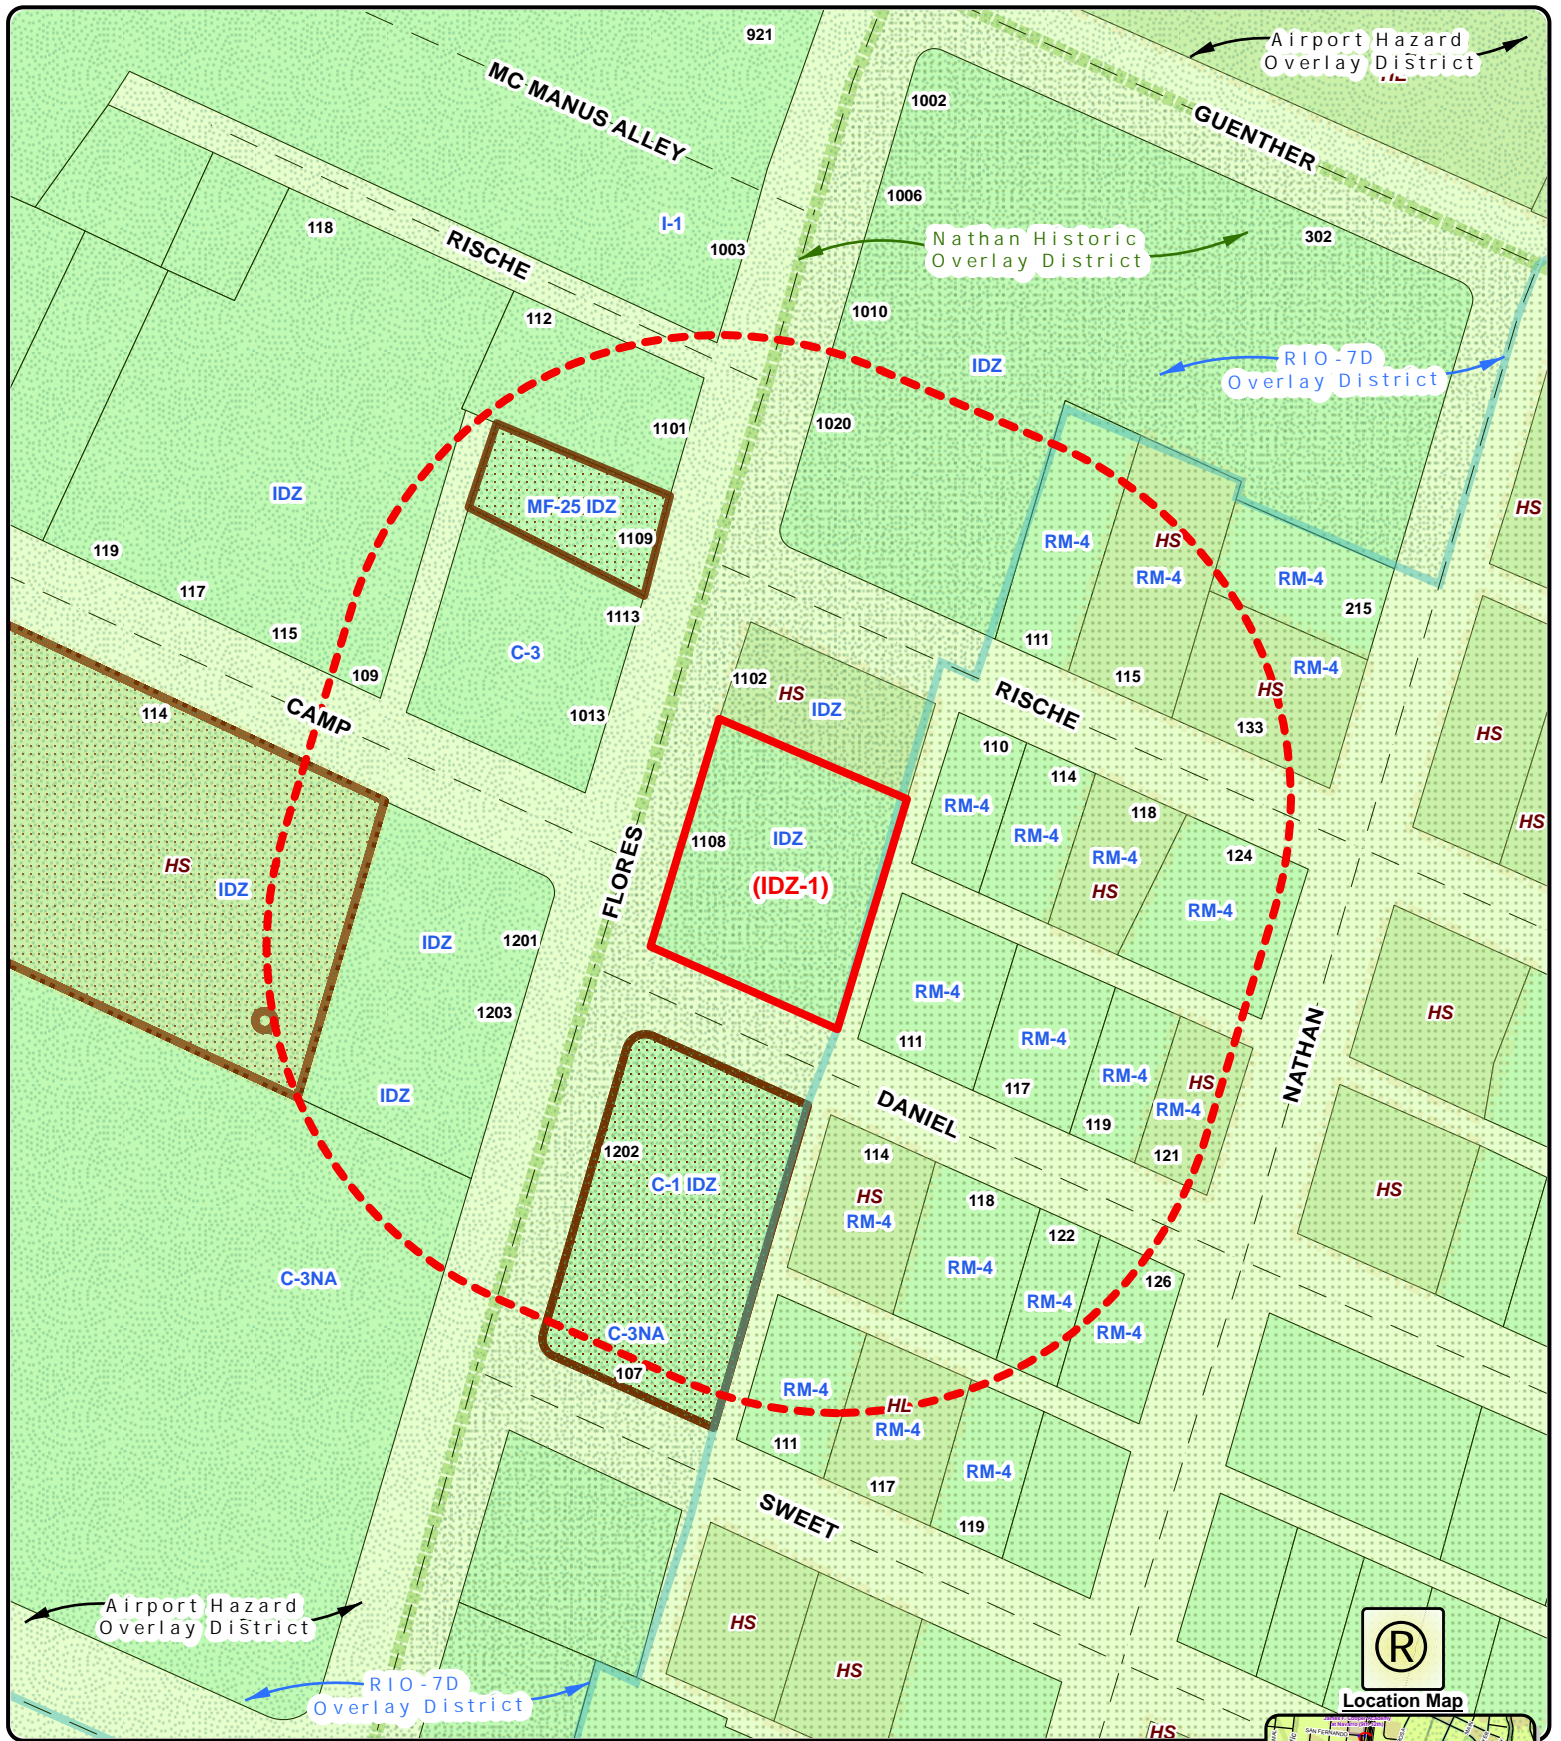 921
Airport Hazard
Overlay District
HL
MC MANUS ALLEY
1002
GUENTHER
1006
118
I-1
302
RISCHE
1003
Nathan Historic
Overlay District
112
1010
IDZ
RIO-7D
Overlay District
1101
1020
IDZ
MF-25 IDZ
HS
1109
RM-4
HS
119
RM-4
RM-4
117
1113
215
115
C-3
111
RM-4
109
1102
HS
115
HS
114
CAMP
1013
IDZ
RISCHE
133
HS
110
114
RM-4
118
HS
1108
IDZ
RM-4
124
HS
FLORES
RM-4
IDZ
(IDZ-1)
HS
RM-4
IDZ
1201
RM-4
1203
HS
111
RM-4
NATHAN
IDZ
117
RM-4
HS
DANIEL
RM-4
119
1202
114
121
C-1 IDZ
HS
118
HS
RM-4
122
C-3NA
RM-4
126
RM-4
C-3NA
RM-4
107
RM-4
HL
111
RM-4
RM-4
117
SWEET
119
Airport Hazard
Overlay District
HS
R
HS
RIO-7D
Overlay District
Location Map
HS
SAN FERNANDO